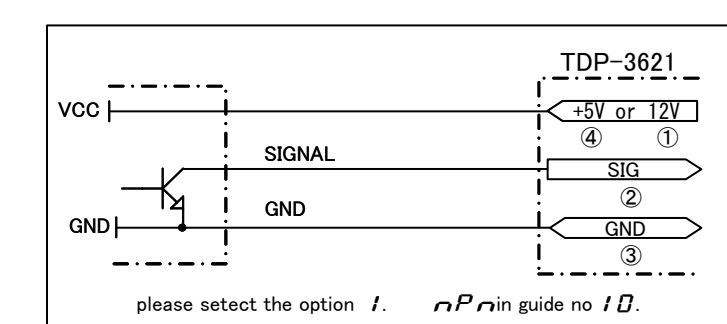 TDP-3621
VCC
+5V or 12V
④ ①
SIGNAL
SIG
②
GND
GND
GND
③
please setect the option 1. nPn in guide no 10.